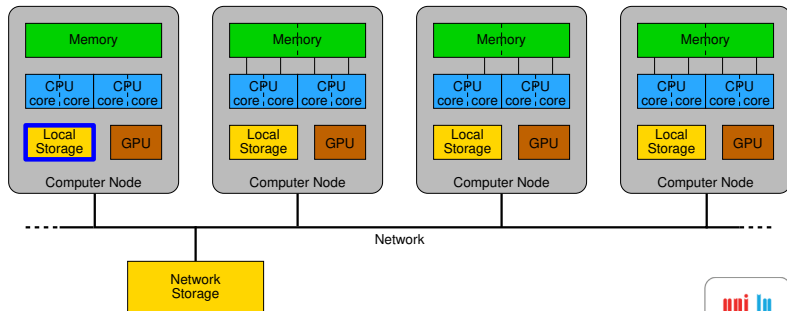 Memory
Memory
Memory
Memory
CPU CPU
core core core core
CPU CPU
core core core core
CPU CPU
core core core core
CPU CPU
core core core core
Local
Storage
GPU
Local
Storage
GPU
Local
Storage
GPU
Local
Storage
GPU
Computer Node
Computer Node
Computer Node
Computer Node
Network
Network
Storage
uni lu